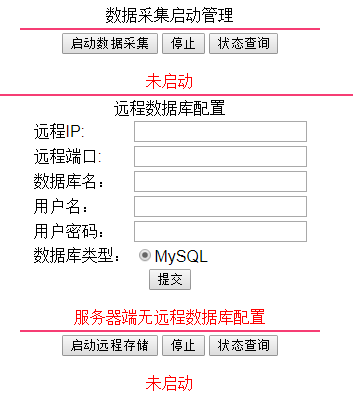 数据采集启动管理
启动数据采集 停止 状态查询
未启动
远程数据库配置
远程IP:
远程端口:
数据库名：
用户名：
用户密码：
数据库类型： MySQL
提交
服务器端无远程数据库配置
启动远程存储 停止 状态查询
未启动